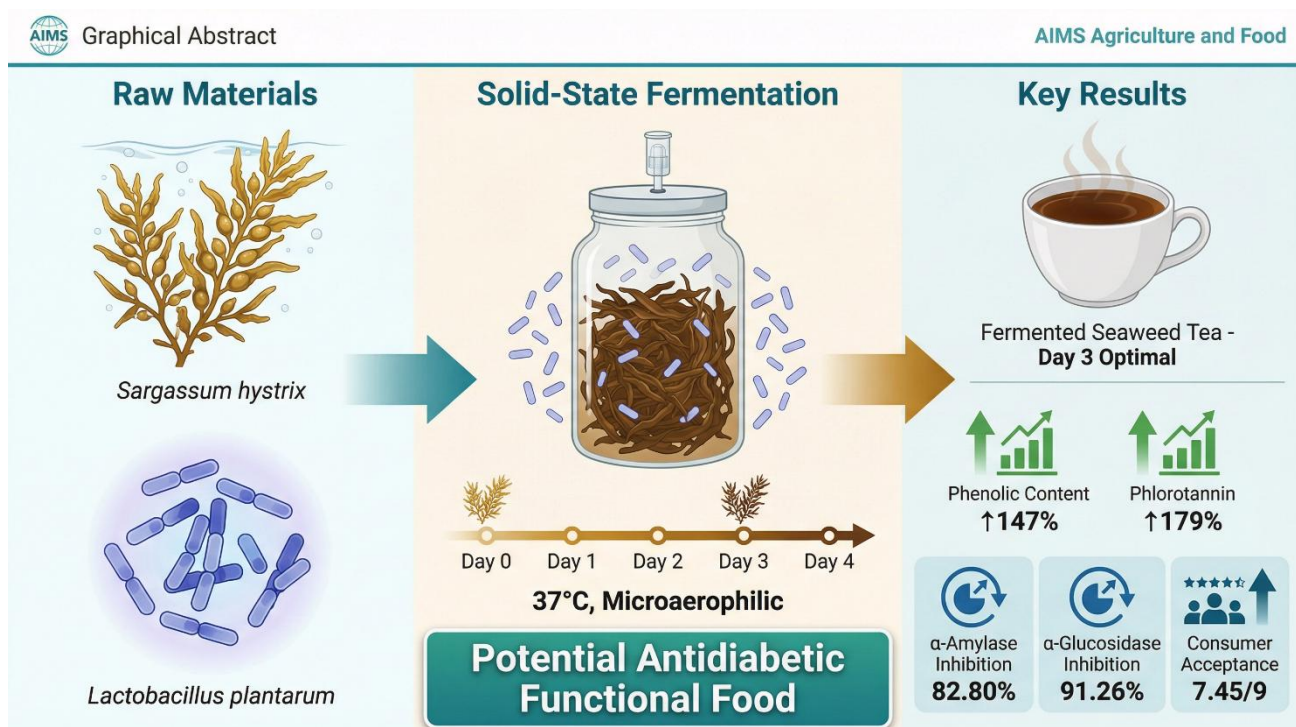 AIMS
Graphical Abstract
AIMS Agriculture and Food
Raw Materials
Sargassum hystrix
Lactobacillus plantarum
Solid-State Fermentation
Day 0
Day 1
Day 2
Day 3
Day 4
37°C, Microaerophilic
Potential Antidiabetic
Functional Food
Key Results
Fermented Seaweed Tea -
Day 3 Optimal
Phenolic Content
↑147%
Phlorotannin
↑179%
α-Amylase
Inhibition
82.80%
α-Glucosidase
Inhibition
91.26%
Consumer
Acceptance
7.45/9